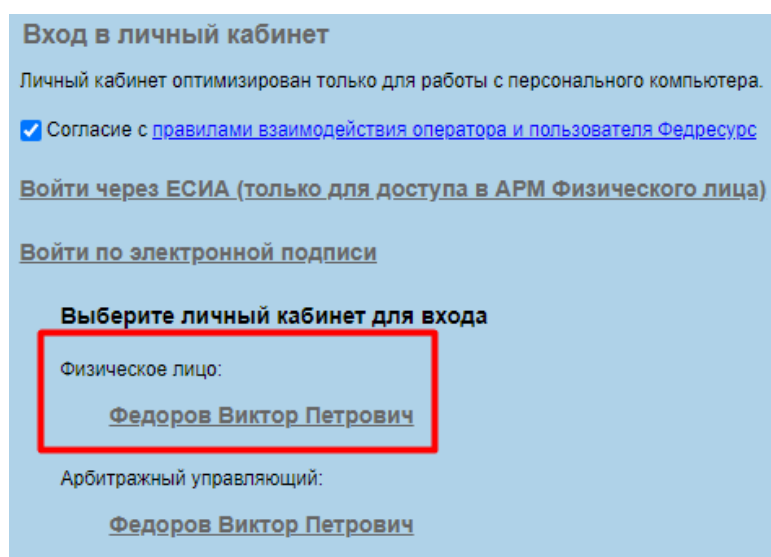 Вход в личный кабинет
Личный кабинет оптимизирован только для работы с персонального компьютера.
Согласие с правилами взаимодействия оператора и пользователя Федресурс
Войти через ЕСИА (только для доступа в АРМ Физического лица)
Войти по электронной подписи
Выберите личный кабинет для входа
Физическое лицо:
Федоров Виктор Петрович
Арбитражный управляющий:
Федоров Виктор Петрович